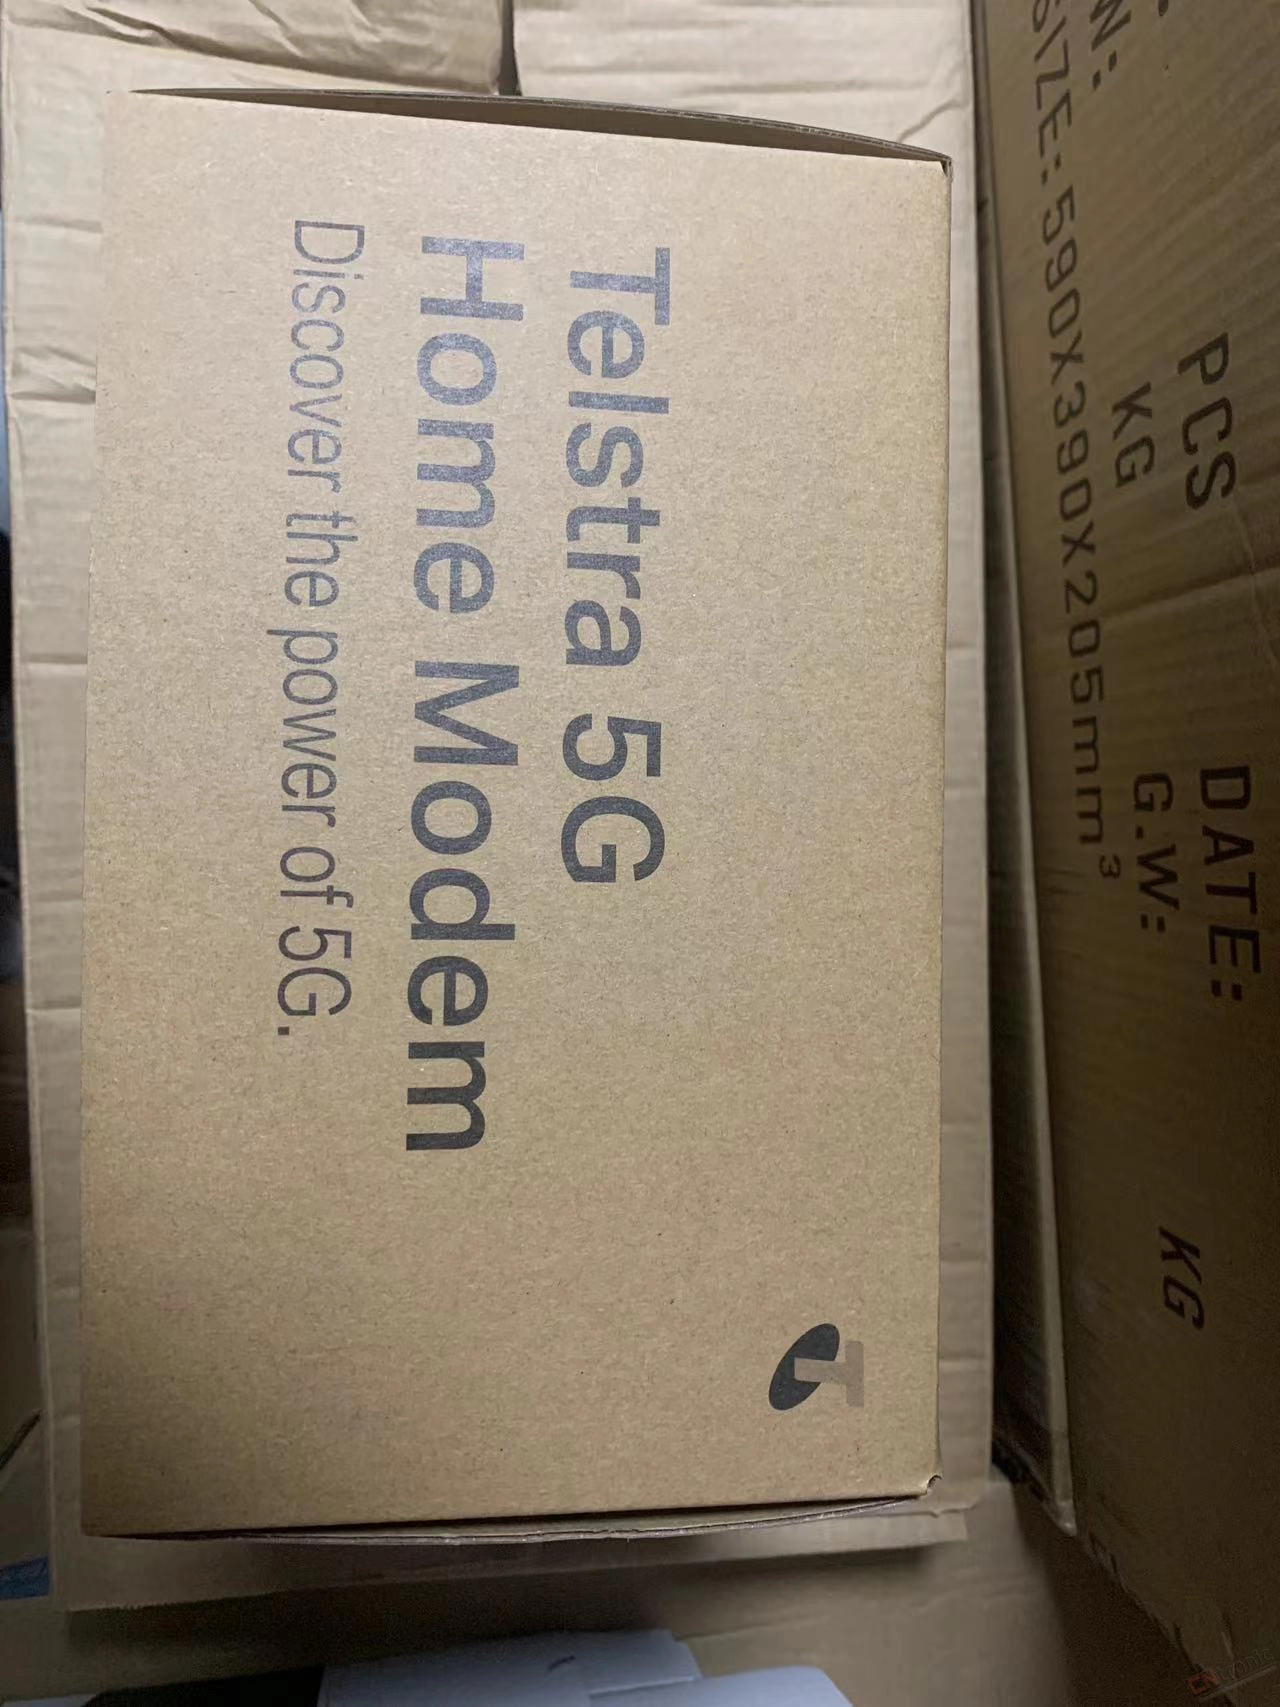 Telstra 5G
Home Modem
Discover the power of 5G.
T
PCS
DATE:
W:
KG
G.W:
KG
SIZE: 590X390X205mm³